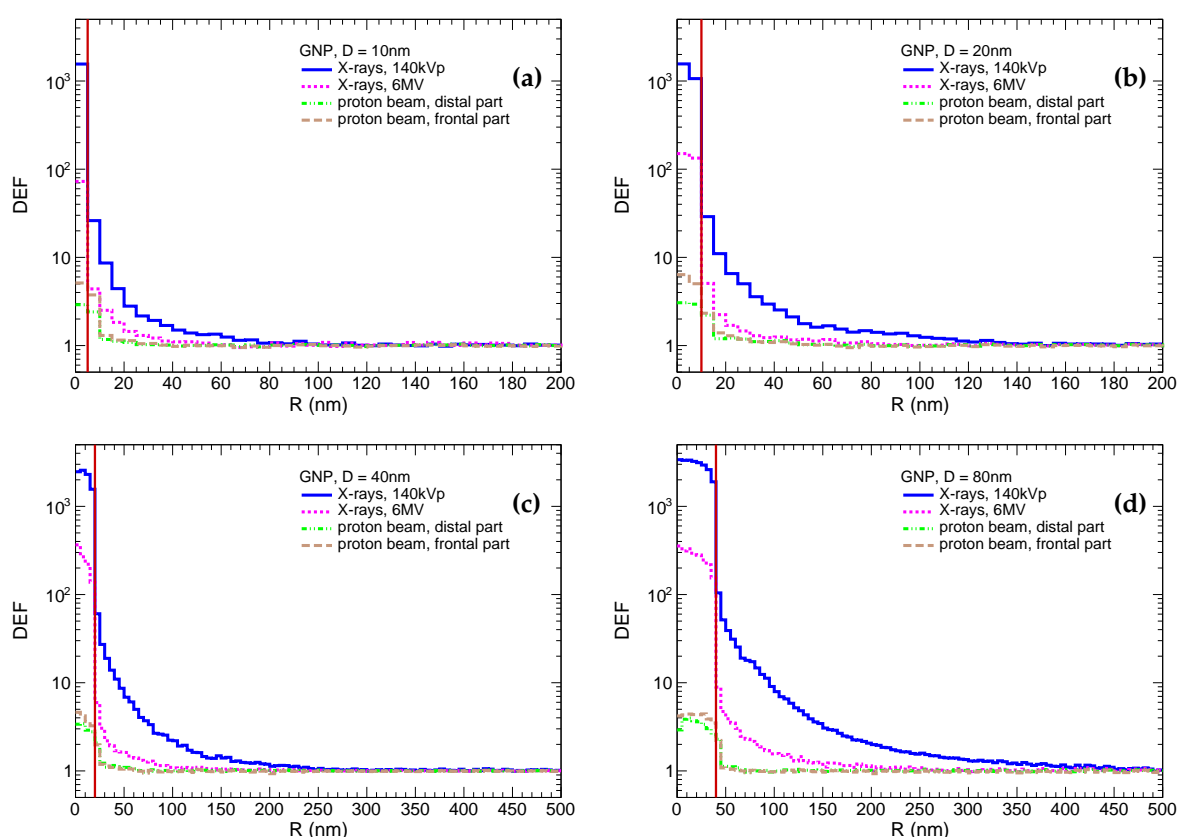 GNP, D = 10nm
X-rays, 140kVp
X-rays, 6MV
proton beam, distal part
proton beam, frontal part
(a)
DEF
10³
10²
10
1
0 20 40 60 80 100 120 140 160 180 200
R (nm)
GNP, D = 20nm
X-rays, 140kVp
X-rays, 6MV
proton beam, distal part
proton beam, frontal part
(b)
DEF
10³
10²
10
1
0 20 40 60 80 100 120 140 160 180 200
R (nm)
GNP, D = 40nm
X-rays, 140kVp
X-rays, 6MV
proton beam, distal part
proton beam, frontal part
(c)
DEF
10³
10²
10
1
0 50 100 150 200 250 300 350 400 450 500
R (nm)
GNP, D = 80nm
X-rays, 140kVp
X-rays, 6MV
proton beam, distal part
proton beam, frontal part
(d)
DEF
10³
10²
10
1
0 50 100 150 200 250 300 350 400 450 500
R (nm)